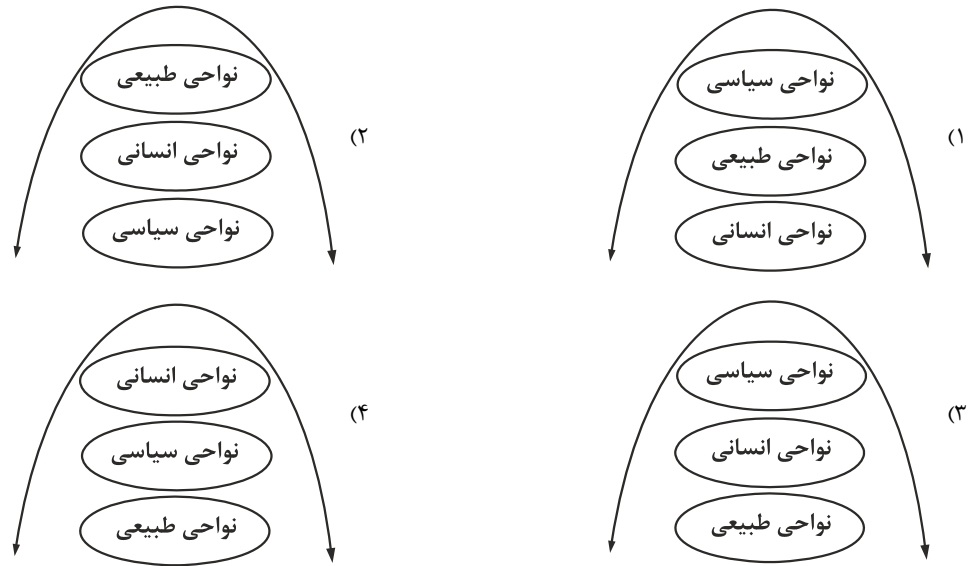 ۱)
نواحی سیاسی
نواحی طبیعی
نواحی انسانی
۲)
نواحی طبیعی
نواحی انسانی
نواحی سیاسی
۳)
نواحی سیاسی
نواحی انسانی
نواحی طبیعی
۴)
نواحی انسانی
نواحی سیاسی
نواحی طبیعی